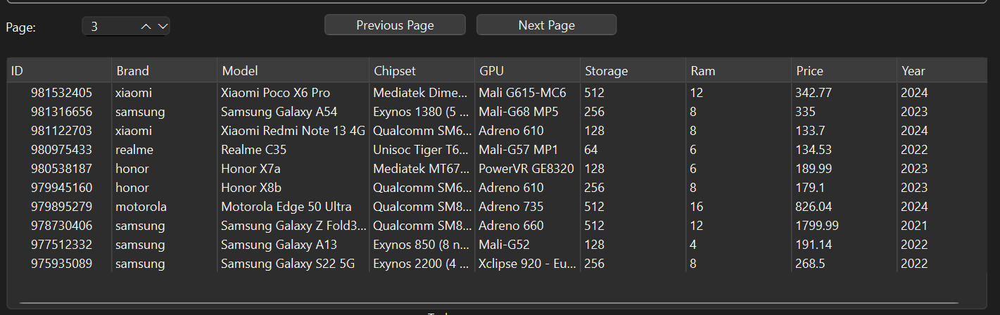 Page: 3 Previous Page Next Page
ID Brand Model Chipset GPU Storage Ram Price Year
981532405 xiaomi Xiaomi Poco X6 Pro Mediatek Dime... Mali G615-MC6 512 12 342.77 2024
981316656 samsung Samsung Galaxy A54 Exynos 1380 (5 ... Mali-G68 MP5 256 8 335 2023
981122703 xiaomi Xiaomi Redmi Note 13 4G Qualcomm SM6... Adreno 610 128 8 133.7 2024
980975433 realme Realme C35 Unisoc Tiger T6... Mali-G57 MP1 64 6 134.53 2022
980538187 honor Honor X7a Mediatek MT67... PowerVR GE8320 128 6 189.99 2023
979945160 honor Honor X8b Qualcomm SM6... Adreno 610 256 8 179.1 2023
979895279 motorola Motorola Edge 50 Ultra Qualcomm SM8... Adreno 735 512 16 826.04 2024
978730406 samsung Samsung Galaxy Z Fold3... Qualcomm SM8... Adreno 660 512 12 1799.99 2021
977512332 samsung Samsung Galaxy A13 Exynos 850 (8 n... Mali-G52 128 4 191.14 2022
975935089 samsung Samsung Galaxy S22 5G Exynos 2200 (4 ... Xclipse 920 - Eu... 256 8 268.5 2022